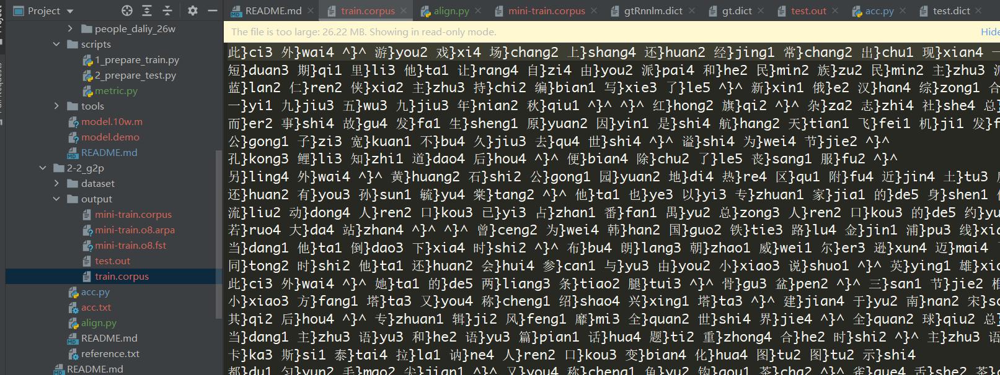 Project
README.md
train.corpus
align.py
mini-train.corpus
gtRnnlm.dict
gt.dict
test.out
acc.py
test.dict
people_daliy_26w
scripts
1_prepare_train.py
2_prepare_test.py
metric.py
tools
model.10w.m
model.demo
README.md
2-2_g2p
dataset
output
mini-train.corpus
mini-train.o8.arpa
mini-train.o8.fst
test.out
train.corpus
acc.py
acc.txt
align.py
README.md
reference.txt
README.md
The file is too large: 26.22 MB. Showing in read-only mode.
Hide
此}ci3 外}wai4 ^}^ 游}you2 戏}xi4 场}chang2 上}shang4 还}huan2 经}jing1 常}chang2 出}chu1 现}xian4 一
短}duan3 期}qi1 里}li3 他}ta1 让}rang4 自}zi4 由}you2 派}pai4 和}he2 民}min2 族}zu2 民}min2 主}zhu3
蓝}lan2 仁}ren2 侠}xia2 主}zhu3 持}chi2 编}bian1 写}xie3 了}le5 ^}^ 新}xin1 俄}e2 汉}han4 综}zong1 合
一}yi1 九}jiu3 五}wu3 九}jiu3 年}nian2 秋}qiu1 ^}^ ^}^ 红}hong2 旗}qi2 ^}^ 杂}za2 志}zhi4 社}she4 总
而}er2 事}shi4 故}gu4 发}fa1 生}sheng1 原}yuan2 因}yin1 是}shi4 航}hang2 天}tian1 飞}fei1 机}ji1 发}f
公}gong1 子}zi3 宽}kuan1 不}bu4 久}jiu3 去}qu4 世}shi4 ^}^ 谥}shi4 为}wei4 节}jie2 ^}^
孔}kong3 鲤}li3 知}zhi1 道}dao4 后}hou4 ^}^ 便}bian4 除}chu2 了}le5 丧}sang1 服}fu2 ^}^
另}ling4 外}wai4 ^}^ 黄}huang2 石}shi2 公}gong1 园}yuan2 地}di4 热}re4 区}qu1 附}fu4 近}jin4 土}tu3
还}huan2 有}you3 孙}sun1 毓}yu4 棠}tang2 ^}^ 他}ta1 也}ye3 以}yi3 专}zhuan1 家}jia1 的}de5 身}shen1
流}liu2 动}dong4 人}ren2 口}kou3 已}yi3 占}zhan1 番}fan1 禺}yu2 总}zong3 人}ren2 口}kou3 的}de5 约}yu
若}ruo4 大}da4 站}zhan4 ^}^ ^}^ 曾}ceng2 为}wei4 韩}han2 国}guo2 铁}tie3 路}lu4 金}jin1 浦}pu3 线}xia
当}dang1 他}ta1 倒}dao3 下}xia4 时}shi2 ^}^ 布}bu4 朗}lang3 朝}zhao1 威}wei1 尔}er3 逊}xun4 迈}mai4
同}tong2 时}shi2 他}ta1 还}huan2 会}hui4 参}can1 与}yu3 由}you2 小}xiao3 说}shuo1 ^}^ 英}ying1 雄}xio
此}ci3 外}wai4 ^}^ 她}ta1 的}de5 两}liang3 条}tiao2 腿}tui3 ^}^ 骨}gu3 盆}pen2 ^}^ 三}san1 节}jie2 椎
小}xiao3 方}fang1 塔}ta3 又}you4 称}cheng1 绍}shao4 兴}xing1 塔}ta3 ^}^ 建}jian4 于}yu2 南}nan2 宋}so
其}qi2 后}hou4 ^}^ 专}zhuan1 辑}ji2 风}feng1 靡}mi3 全}quan2 世}shi4 界}jie4 ^}^ 全}quan2 球}qiu2 总
当}dang1 主}zhu3 语}yu3 和}he2 语}yu3 篇}pian1 话}hua4 题}ti2 重}zhong4 合}he2 时}shi2 ^}^ 主}zhu3 语
卡}ka3 斯}si1 泰}tai4 拉}la1 讷}ne4 人}ren2 口}kou3 变}bian4 化}hua4 图}tu2 图}tu2 示}shi4
都}du1 匀}yun2 毛}mao2 尖}jian1 ^}^ 又}you4 称}cheng1 鱼}yu2 钩}gou1 茶}cha2 ^}^ 雀}que4 舌}she2 茶